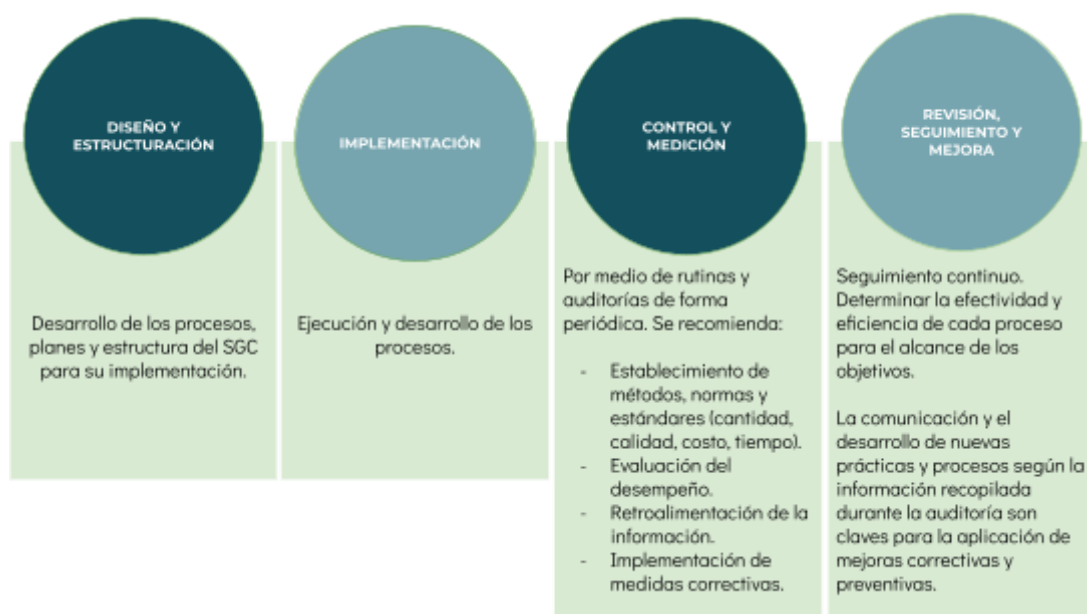 DISEÑO Y
ESTRUCTURACIÓN
Desarrollo de los procesos,
planes y estructura del SGC
para su implementación.
IMPLEMENTACIÓN
Ejecución y desarrollo de los
procesos.
CONTROL Y
MEDICIÓN
Por medio de rutinas y
auditorías de forma
periódica. Se recomienda:
- Establecimiento de
métodos, normas y
estándares (cantidad,
calidad, costo, tiempo).
- Evaluación del
desempeño.
- Retroalimentación de la
información.
- Implementación de
medidas correctivas.
REVISIÓN,
SEGUIMIENTO Y
MEJORA
Seguimiento continuo.
Determinar la efectividad y
eficiencia de cada proceso
para el alcance de los
objetivos.
La comunicación y el
desarrollo de nuevas
prácticas y procesos según la
información recopilada
durante la auditoría son
claves para la aplicación de
mejoras correctivas y
preventivas.